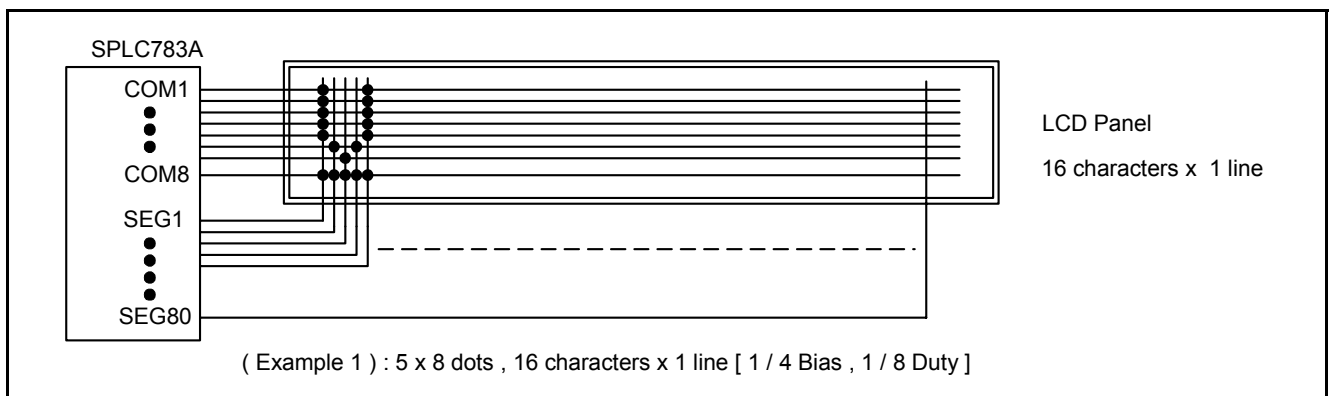 SPLC783A
COM1
COM8
SEG1
SEG80
LCD Panel
16 characters x 1 line
( Example 1 ) : 5 x 8 dots , 16 characters x 1 line [ 1 / 4 Bias , 1 / 8 Duty ]